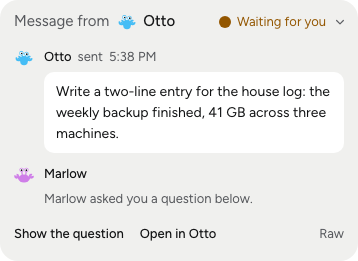 Message from Otto Waiting for you
Otto sent 5:38 PM
Write a two-line entry for the house log: the
weekly backup finished, 41 GB across three
machines.
Marlow
Marlow asked you a question below.
Show the question Open in Otto Raw